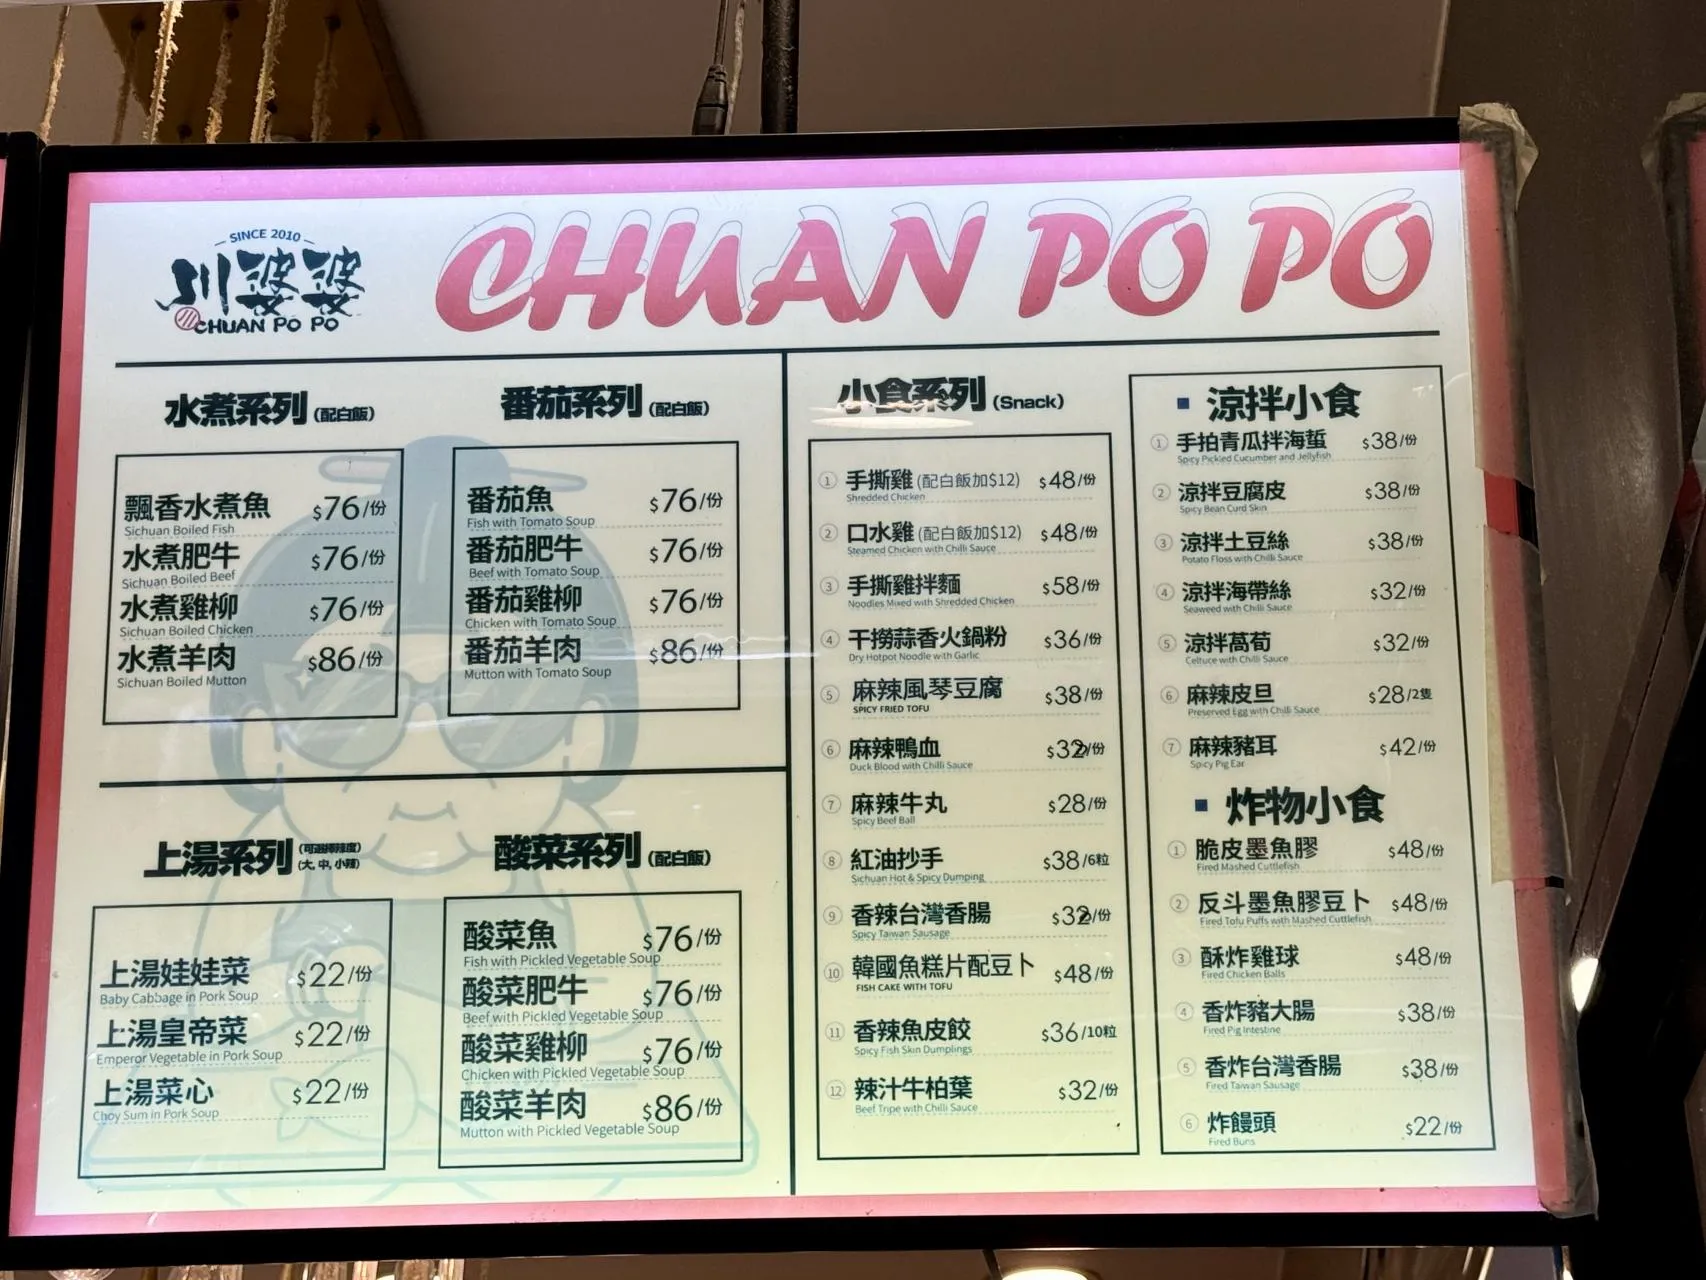 SINCE 2010
川婆婆
CHUAN PO PO
CHUAN PO PO
水煮系列 (配白飯)
飄香水煮魚 $76/份
Sichuan Boiled Fish
水煮肥牛 $76/份
Sichuan Boiled Beef
水煮雞柳 $76/份
Sichuan Boiled Chicken
水煮羊肉 $86/份
Sichuan Boiled Mutton
番茄系列 (配白飯)
番茄魚 $76/份
Fish with Tomato Soup
番茄肥牛 $76/份
Beef with Tomato Soup
番茄雞柳 $76/份
Chicken with Tomato Soup
番茄羊肉 $86/份
Mutton with Tomato Soup
上湯系列 (可選擇辣度)
(大, 中, 小辣)
上湯娃娃菜 $22/份
Baby Cabbage in Pork Soup
上湯皇帝菜 $22/份
Emperor Vegetable in Pork Soup
上湯菜心 $22/份
Choy Sum in Pork Soup
酸菜系列 (配白飯)
酸菜魚 $76/份
Fish with Pickled Vegetable Soup
酸菜肥牛 $76/份
Beef with Pickled Vegetable Soup
酸菜雞柳 $76/份
Chicken with Pickled Vegetable Soup
酸菜羊肉 $86/份
Mutton with Pickled Vegetable Soup
小食系列 (Snack)
① 手撕雞 (配白飯加$12) $48/份
Shredded Chicken
② 口水雞 (配白飯加$12) $48/份
Steamed Chicken with Chilli Sauce
③ 手撕雞拌麵 $58/份
Noodles Mixed with Shredded Chicken
④ 干撈蒜香火鍋粉 $36/份
Dry Hotpot Noodle with Garlic
⑤ 麻辣風琴豆腐 $38/份
SPICY FRIED TOFU
⑥ 麻辣鴨血 $32/份
Duck Blood with Chilli Sauce
⑦ 麻辣牛丸 $28/份
Spicy Beef Ball
⑧ 紅油抄手 $38/6粒
Sichuan Hot & Spicy Dumping
⑨ 香辣台灣香腸 $32/份
Spicy Taiwan Sausage
⑩ 韓國魚糕片配豆卜 $48/份
FISH CAKE WITH TOFU
⑪ 香辣魚皮餃 $36/10粒
Spicy Fish Skin Dumplings
⑫ 辣汁牛柏葉 $32/份
Beef Tripe with Chilli Sauce
涼拌小食
① 手拍青瓜拌海蜇 $38/份
Spicy Pickled Cucumber and Jellyfish
② 涼拌豆腐皮 $38/份
Spicy Bean Curd Skin
③ 涼拌土豆絲 $38/份
Potato Floss with Chilli Sauce
④ 涼拌海帶絲 $32/份
Seaweed with Chilli Sauce
⑤ 涼拌萵荀 $32/份
Celtuce with Chilli Sauce
⑥ 麻辣皮旦 $28/2隻
Preserved Egg with Chilli Sauce
⑦ 麻辣豬耳 $42/份
Spicy Pig Ear
炸物小食
① 脆皮墨魚膠 $48/份
Fired Mashed Cuttlefish
② 反斗墨魚膠豆卜 $48/份
Fired Tofu Puffs with Mashed Cuttlefish
③ 酥炸雞球 $48/份
Fired Chicken Balls
④ 香炸豬大腸 $38/份
Fired Pig Intestine
⑤ 香炸台灣香腸 $38/份
Fired Taiwan Sausage
⑥ 炸饅頭 $22/份
Fired Buns